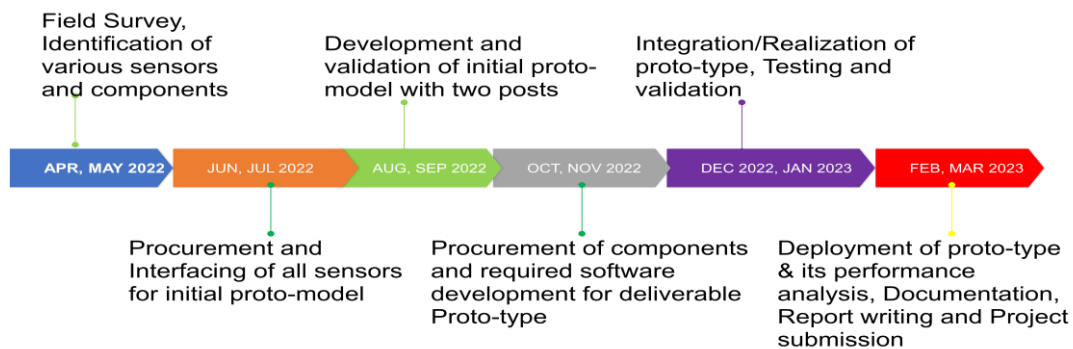 Field Survey,
Identification of
various sensors
and components
Development and
validation of initial proto-
model with two posts
Integration/Realization of
proto-type, Testing and
validation
APR, MAY 2022
JUN, JUL 2022
AUG, SEP 2022
OCT, NOV 2022
DEC 2022, JAN 2023
FEB, MAR 2023
Procurement and
Interfacing of all sensors
for initial proto-model
Procurement of components
and required software
development for deliverable
Proto-type
Deployment of proto-type
& its performance
analysis, Documentation,
Report writing and Project
submission